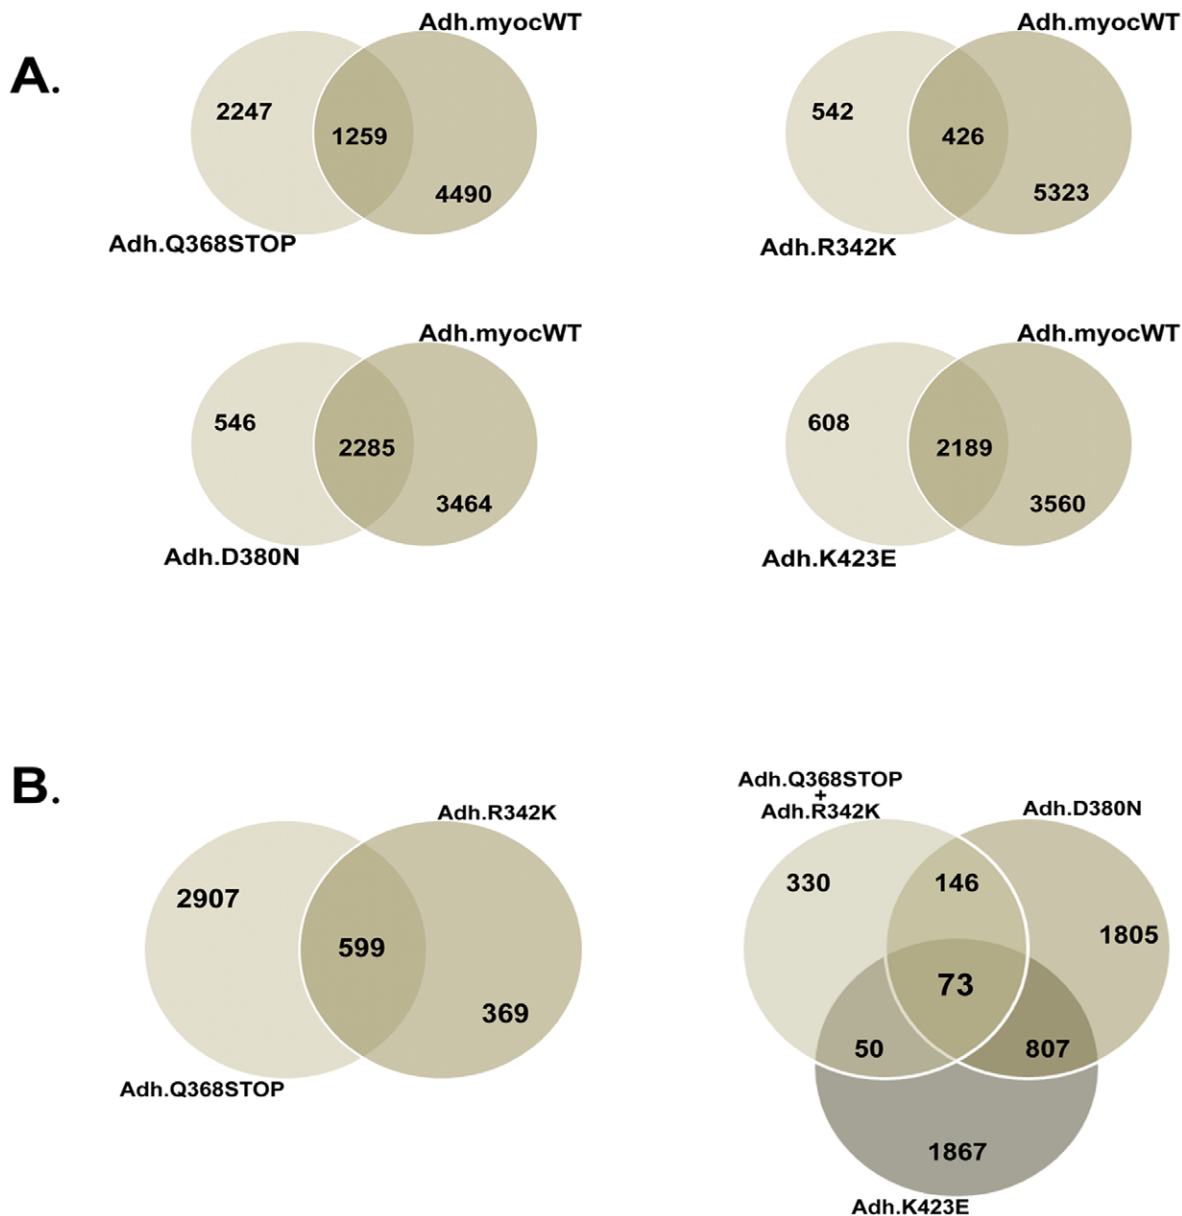 A.
Adh.myocWT
2247
1259
4490
Adh.Q368STOP
Adh.myocWT
542
426
5323
Adh.R342K
Adh.myocWT
546
2285
3464
Adh.D380N
Adh.myocWT
608
2189
3560
Adh.K423E
B.
Adh.R342K
2907
599
369
Adh.Q368STOP
Adh.Q368STOP
+
Adh.R342K
Adh.D380N
330
146
1805
73
50
807
1867
Adh.K423E